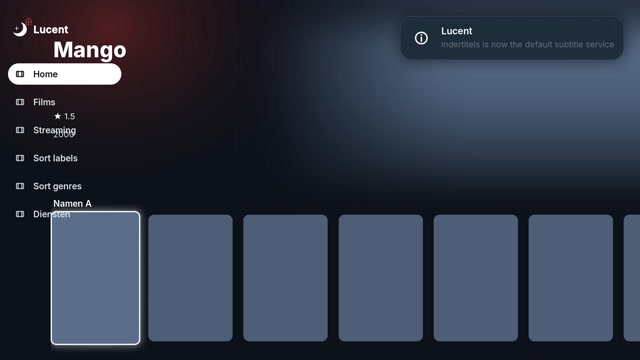 Lucent
Mango
Home
Films
★ 1.5
Streaming
2000
Sort labels
Sort genres
Namen A
Diensten
Lucent
Indertitels is now the default subtitle service